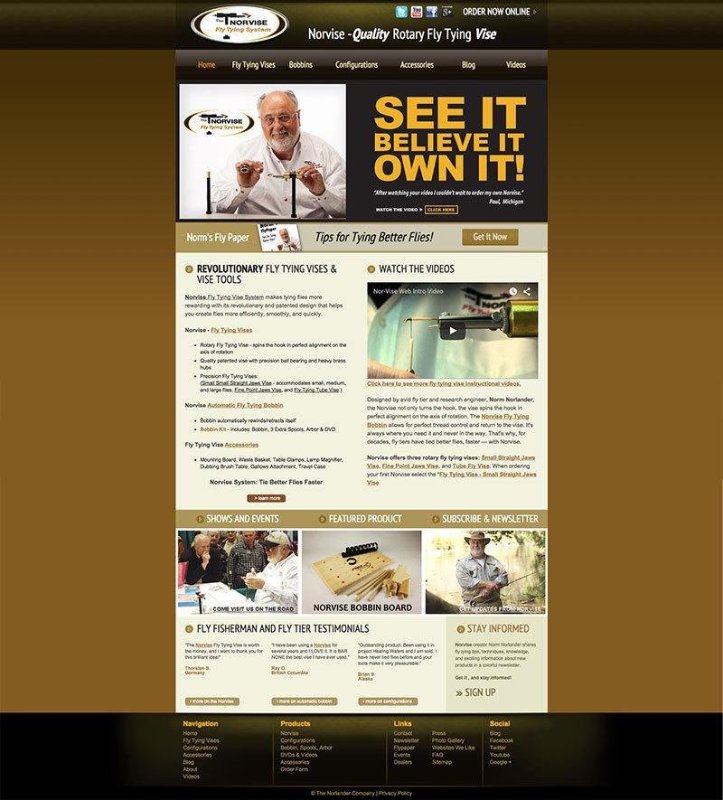 The NORVISE
Fly Tying System
ORDER NOW ONLINE
Norvise - Quality Rotary Fly Tying Vise
Home Fly Tying Vises Bobbins Configurations Accessories Blog Videos
The NORVISE
Fly Tying System
SEE IT
BELIEVE IT
OWN IT!
"After watching your video I couldn't wait to order my own Norvise."
Paul, Michigan
WATCH THE VIDEO CLICK HERE
Norm's Fly Paper
Tips for Tying Better Flies!
Get It Now
REVOLUTIONARY FLY TYING VISES &
VISE TOOLS
Norvise Fly Tying Vise System makes tying flies more
rewarding with its revolutionary and patented design that helps
you create flies more efficiently, smoothly, and quickly.
Norvise - Fly Tying Vises
• Rotary Fly Tying Vise - spins the hook in perfect alignment on the
axis of rotation
• Quality patented vise with precision ball bearing and heavy brass
hubs
• Precision Fly Tying Vises:
(Small Small Straight Jaws Vise - accommodates small, medium,
and large flies, Fine Point Jaws Vise, and Fly Tying Tube Vise )
Norvise Automatic Fly Tying Bobbin
• Bobbin automatically rewinds/retracts itself
• Bobbin Kit - Includes: Bobbin, 3 Extra Spools, Arbor & DVD
Fly Tying Vise Accessories
• Mounting Board, Waste Basket, Table Clamps, Lamp Magnifier,
Dubbing Brush Table, Gallows Attachment, Travel Case
Norvise System: Tie Better Flies Faster
> learn more
WATCH THE VIDEOS
Nor-Vise Web Intro Video
Click here to see more fly tying vise instructional videos.
Designed by avid fly tier and research engineer, Norm Norlander,
the Norvise not only turns the hook, the vise spins the hook in
perfect alignment on the axis of rotation. The Norvise Fly Tying
Bobbin allows for perfect thread control and return to the vise. It's
always where you need it and never in the way. That's why, for
decades, fly tiers have tied better flies, faster — with Norvise.
Norvise offers three rotary fly tying vises: Small Straight Jaws
Vise, Fine Point Jaws Vise, and Tube Fly Vise. When ordering
your first Norvise select the "Fly Tying Vise - Small Straight Jaws
Vise
SHOWS AND EVENTS
FEATURED PRODUCT
SUBSCRIBE & NEWSLETTER
COME VISIT US ON THE ROAD
NORVISE BOBBIN BOARD
GET UPDATES FROM NORVISE
FLY FISHERMAN AND FLY TIER TESTIMONIALS
"The Norvise Fly Tying Vise is worth
the money, and I want to thank you for
this brilliant idea!"
Thorsten B.
Germany
> more on the Norvise
"I have been using a Norvise for
several years and I LOVE it. It is BAR
NONE the best vise I have ever used."
Ray G.
British Columbia
> more on automatic bobbin
"Outstanding product. Been using it in
project Healing Waters and I am sold. I
have never tied flies before and your
tools make it very pleasurable."
Brian S.
Alaska
> more on configurations
STAY INFORMED
Norvise creator Norm Norlander shares
fly tying tips, techniques, knowledge,
and exciting information about new
products in a colorful newsletter.
Get it , and stay informed!
>> SIGN UP
Navigation
Home
Fly Tying Vises
Configurations
Accessories
Blog
About
Videos
Products
Norvise
Configurations
Bobbin, Spools, Arbor
DVDs & Videos
Accessories
Order Form
Links
Contact
Newsletter
Flypaper
Events
Dealers
Press
Photo Gallery
Websites We Like
FAQ
Sitemap
Social
Blog
Facebook
Twitter
Youtube
Google +
© The Norlander Company | Privacy Policy